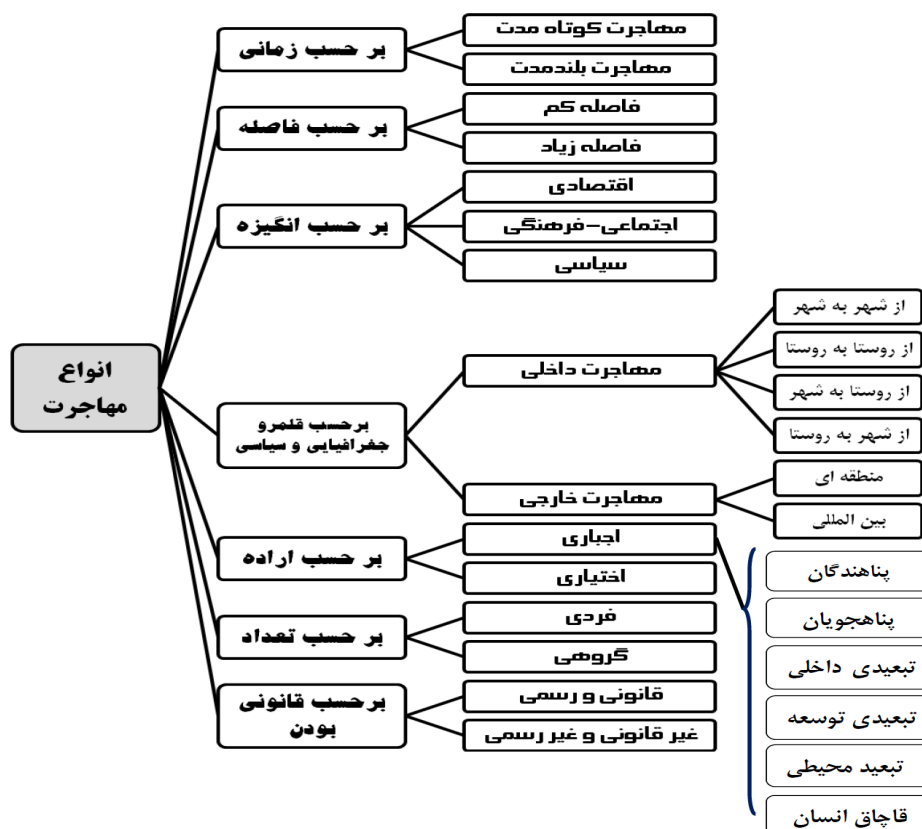 انواع
مهاجرت
بر حسب زمانی
مهاجرت کوتاه مدت
مهاجرت بلندمدت
بر حسب فاصله
فاصله کم
فاصله زیاد
بر حسب انگیزه
اقتصادی
اجتماعی-فرهنگی
سیاسی
برحسب قلمرو
جغرافیایی و سیاسی
مهاجرت داخلی
از شهر به شهر
از روستا به روستا
از روستا به شهر
از شهر به روستا
مهاجرت خارجی
منطقه ای
بین المللی
بر حسب اراده
اجباری
پناهندگان
پناهجویان
تبعیدی داخلی
تبعیدی توسعه
تبعید محیطی
قاچاق انسان
اختیاری
بر حسب تعداد
فردی
گروهی
برحسب قانونی
بودن
قانونی و رسمی
غیر قانونی و غیر رسمی